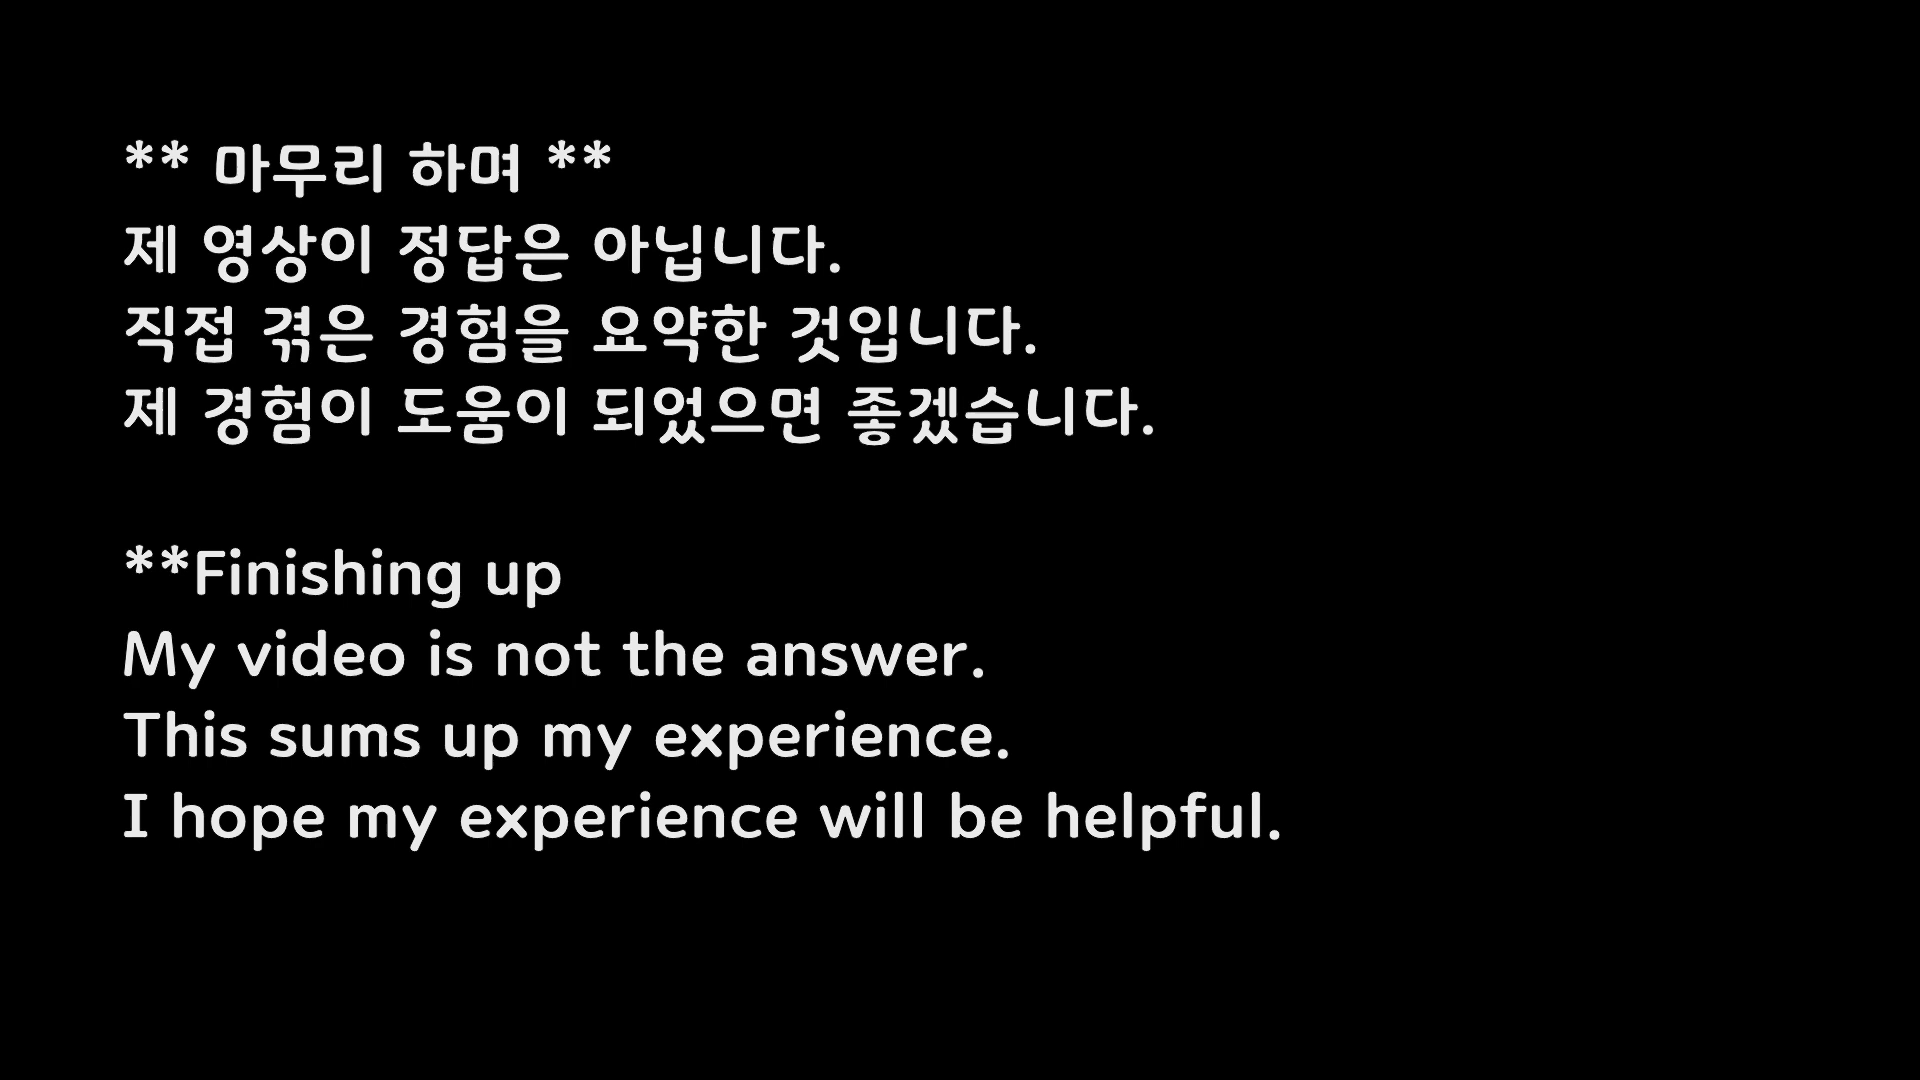 ** 마무리 하며 **
제 영상이 정답은 아닙니다.
직접 겪은 경험을 요약한 것입니다.
제 경험이 도움이 되었으면 좋겠습니다.
**Finishing up
My video is not the answer.
This sums up my experience.
I hope my experience will be helpful.